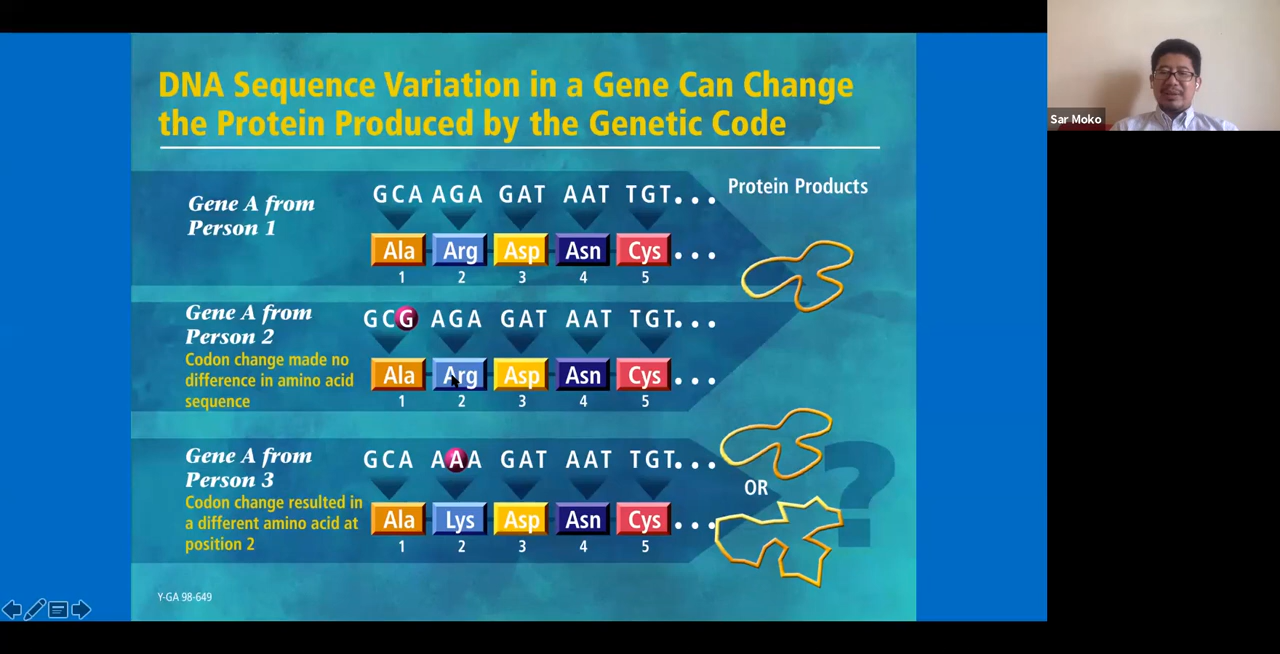 DNA Sequence Variation in a Gene Can Change
the Protein Produced by the Genetic Code
Protein Products
Gene A from
Person 1
GCA AGA GAT AAT TGT...
Ala Arg Asp Asn Cys ...
1 2 3 4 5
Gene A from
Person 2
Codon change made no
difference in amino acid
sequence
GCG AGA GAT AAT TGT...
Ala Arg Asp Asn Cys ...
1 2 3 4 5
Gene A from
Person 3
Codon change resulted in
a different amino acid at
position 2
GCA AAA GAT AAT TGT...
Ala Lys Asp Asn Cys ...
1 2 3 4 5
OR
?
Y-GA 98-649
Sar Moko